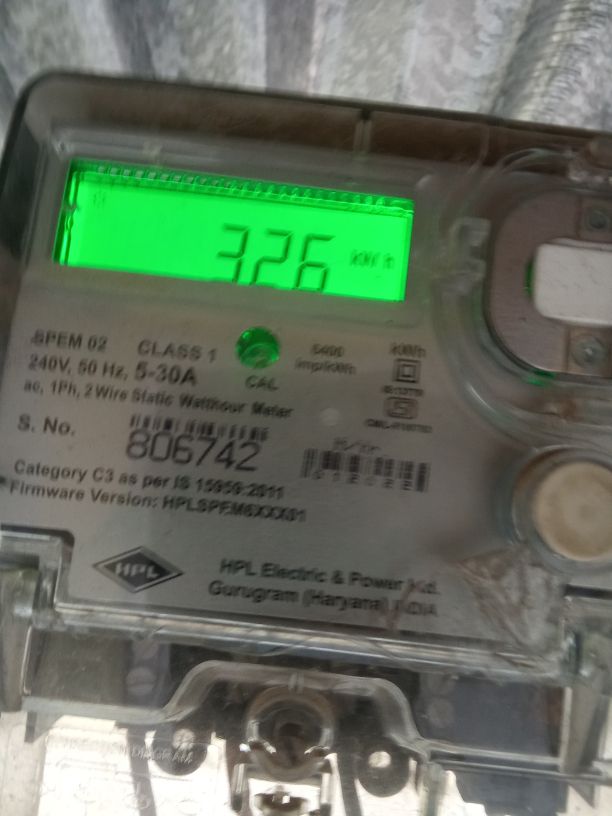 326 kWh
SPEM 02 CLASS 1 6400 kWh
240V, 50 Hz, 5-30A imp/kWh
CAL
ac, 1Ph, 2 Wire Static Watthour Meter
S. No. 806742
Category C3 as per IS 15959:2011
Firmware Version:
HPL
HPL Electric & Power Ltd.
Gurugram (Haryana) INDIA
DIAGRAM